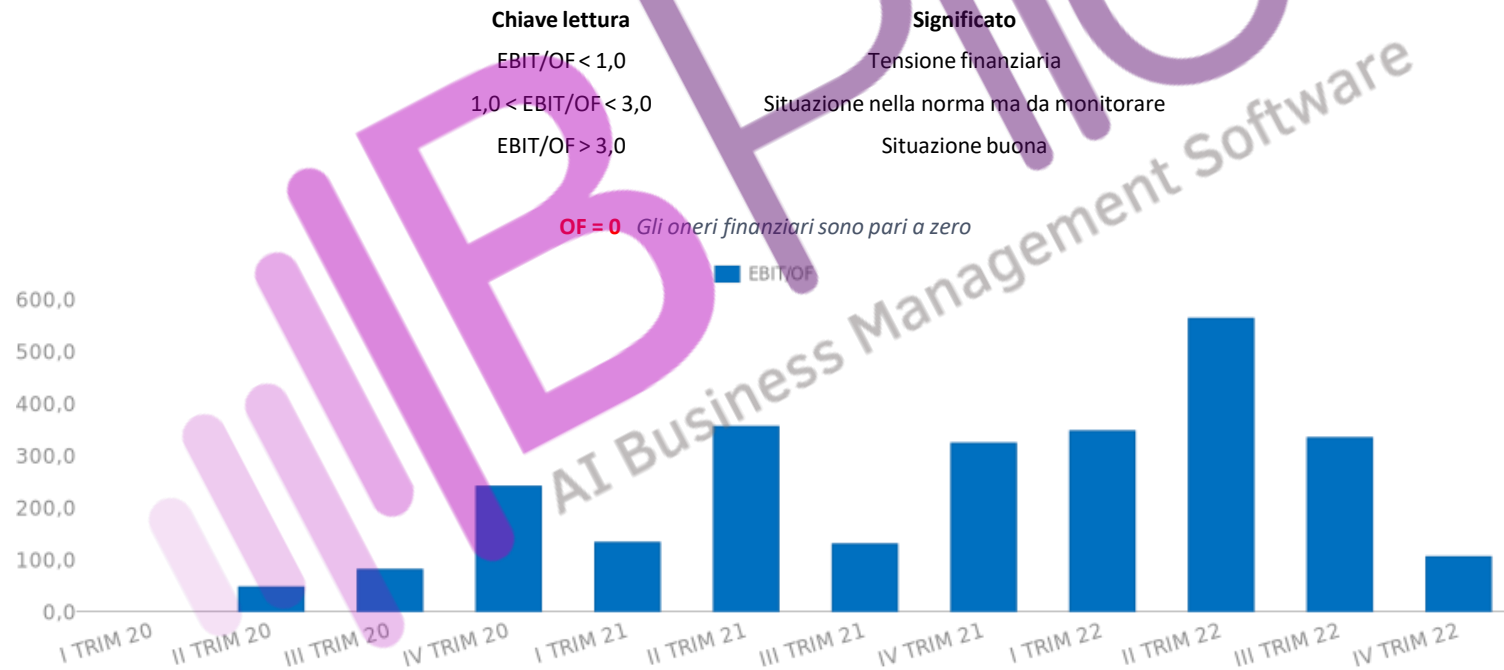 Chiave lettura Significato
EBIT/OF < 1,0 Tensione finanziaria
1,0 < EBIT/OF < 3,0 Situazione nella norma ma da monitorare
EBIT/OF > 3,0 Situazione buona
OF = 0 Gli oneri finanziari sono pari a zero
EBIT/OF
600,0
500,0
400,0
300,0
200,0
100,0
0,0
I TRIM 20 II TRIM 20 III TRIM 20 IV TRIM 20 I TRIM 21 II TRIM 21 III TRIM 21 IV TRIM 21 I TRIM 22 II TRIM 22 III TRIM 22 IV TRIM 22
AI Business Management Software